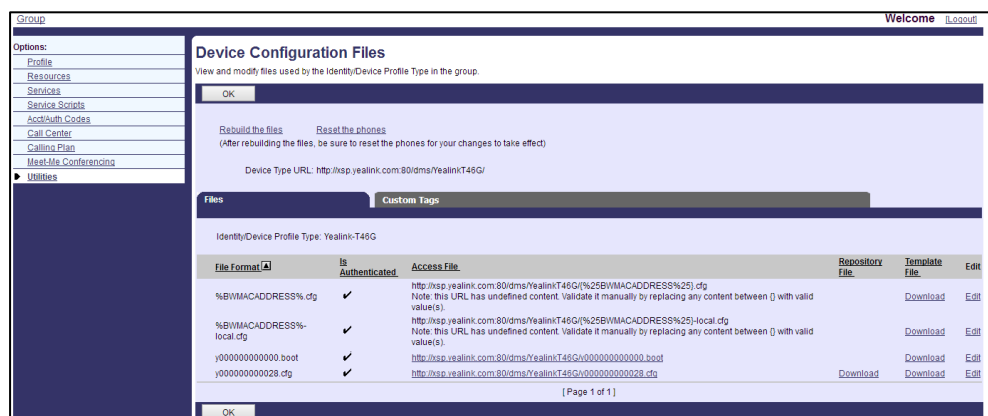 Group
Welcome [Logout]
Options:
Profile
Resources
Services
Service Scripts
Acct/Auth Codes
Call Center
Calling Plan
Meet-Me Conferencing
Utilities
Device Configuration Files
View and modify files used by the Identity/Device Profile Type in the group.
OK
Rebuild the files Reset the phones
(After rebuilding the files, be sure to reset the phones for your changes to take effect)
Device Type URL: http://xsp.yealink.com:80/dms/YealinkT46G/
Files Custom Tags
Identity/Device Profile Type: Yealink-T46G
File Format Is Authenticated Access File Repository File Template File Edit
%BWMACADDRESS%.cfg http://xsp.yealink.com:80/dms/YealinkT46G/{%25BWMACADDRESS%25}.cfg
Note: this URL has undefined content. Validate it manually by replacing any content between {} with valid
value(s).
Download Edit
%BWMACADDRESS%-
local.cfg
http://xsp.yealink.com:80/dms/YealinkT46G/{%25BWMACADDRESS%25}-local.cfg
Note: this URL has undefined content. Validate it manually by replacing any content between {} with valid
value(s).
Download Edit
y000000000000.boot http://xsp.yealink.com:80/dms/YealinkT46G/y000000000000.boot Download Edit
y000000000028.cfg http://xsp.yealink.com:80/dms/YealinkT46G/y000000000028.cfg Download Download Edit
[ Page 1 of 1 ]
OK